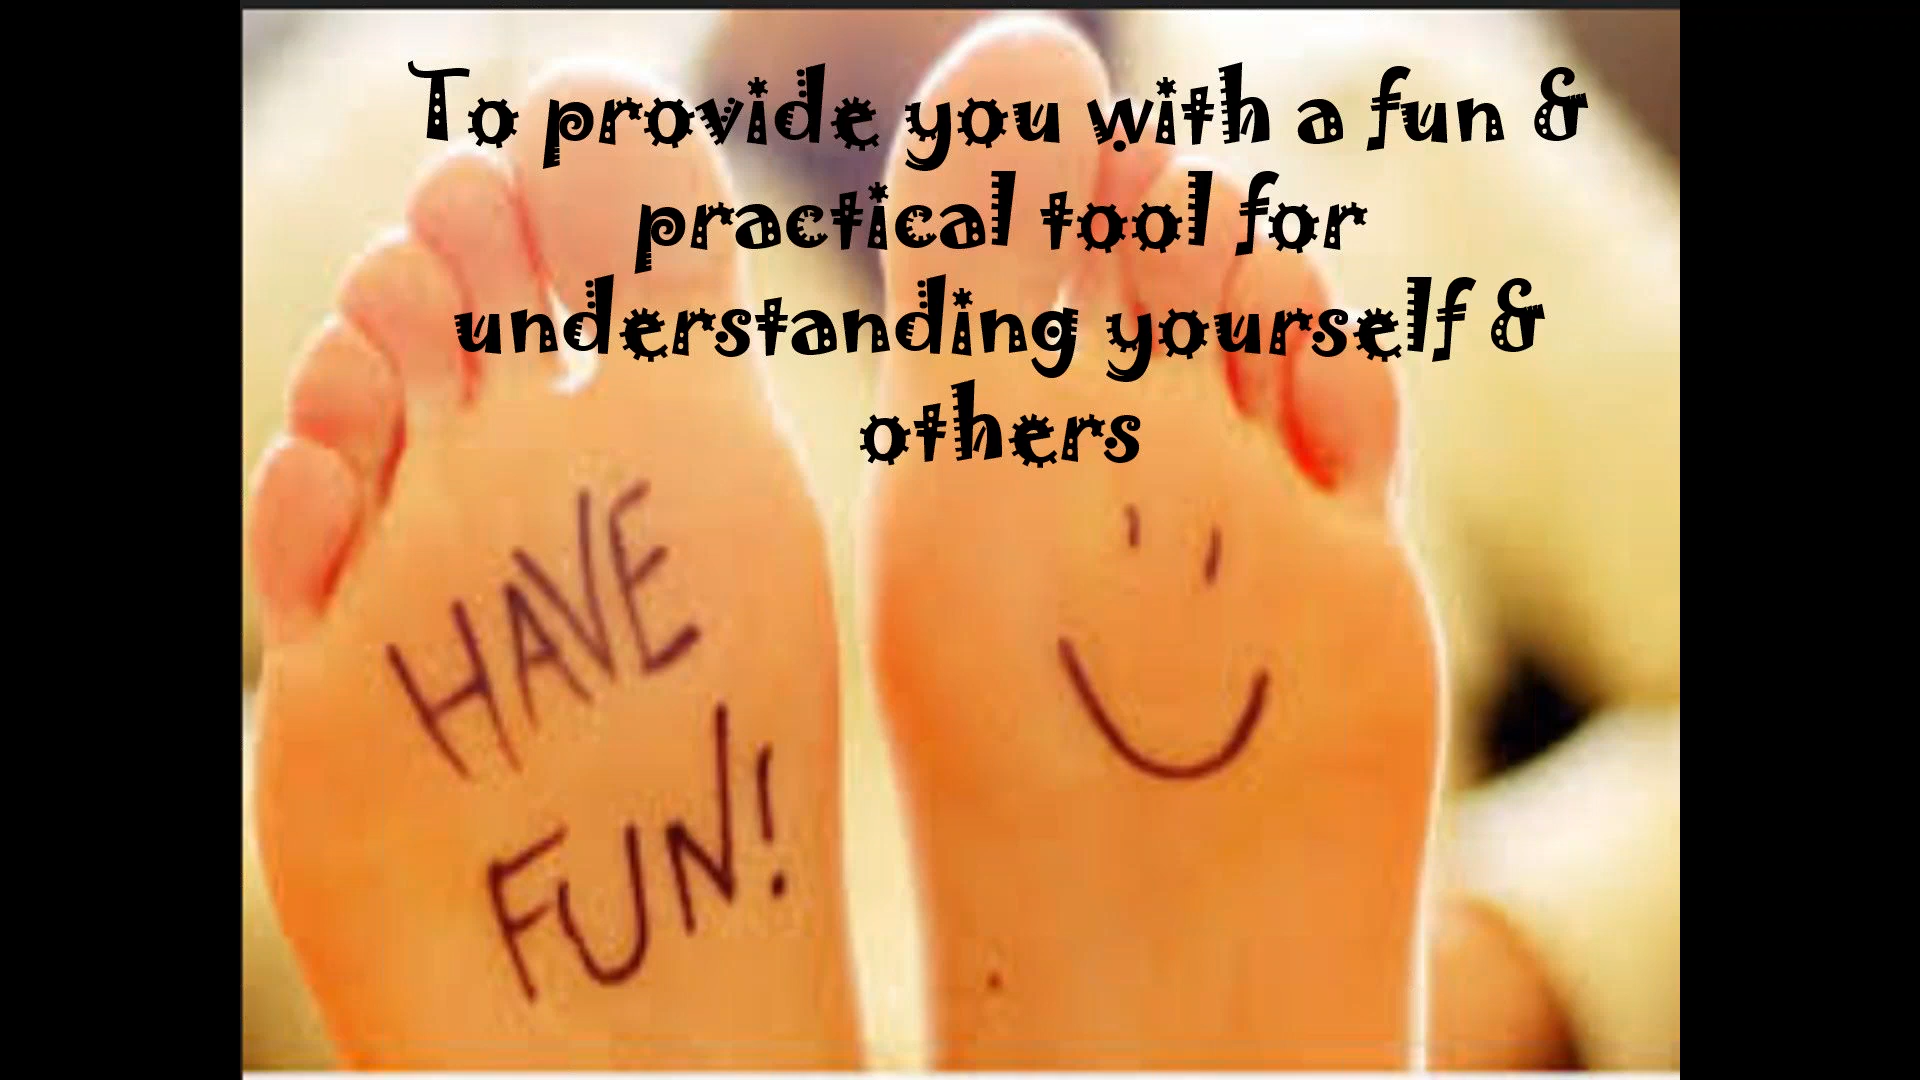 To provide you with a fun &
practical tool for
understanding yourself &
others
HAVE
FUN!